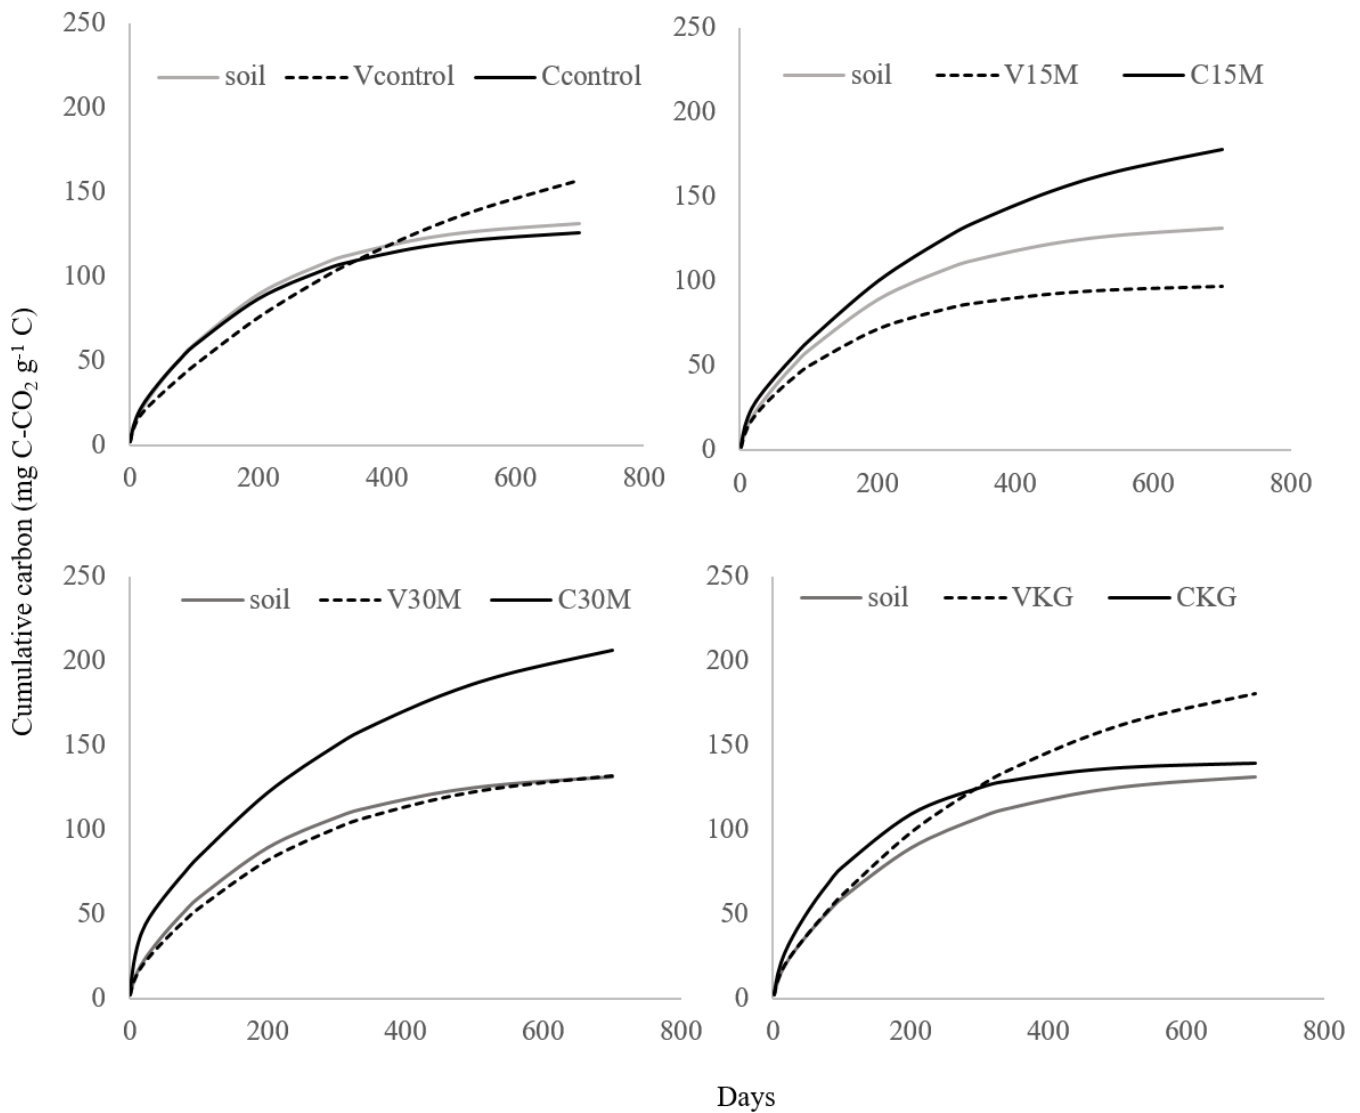 Cumulative carbon (mg C-CO₂ g⁻¹ C)
250
200
150
100
50
0
0 200 400 600 800
soil Vcontrol Ccontrol
250
200
150
100
50
0
0 200 400 600 800
soil V15M C15M
250
200
150
100
50
0
0 200 400 600 800
soil V30M C30M
250
200
150
100
50
0
0 200 400 600 800
soil VKG CKG
Days